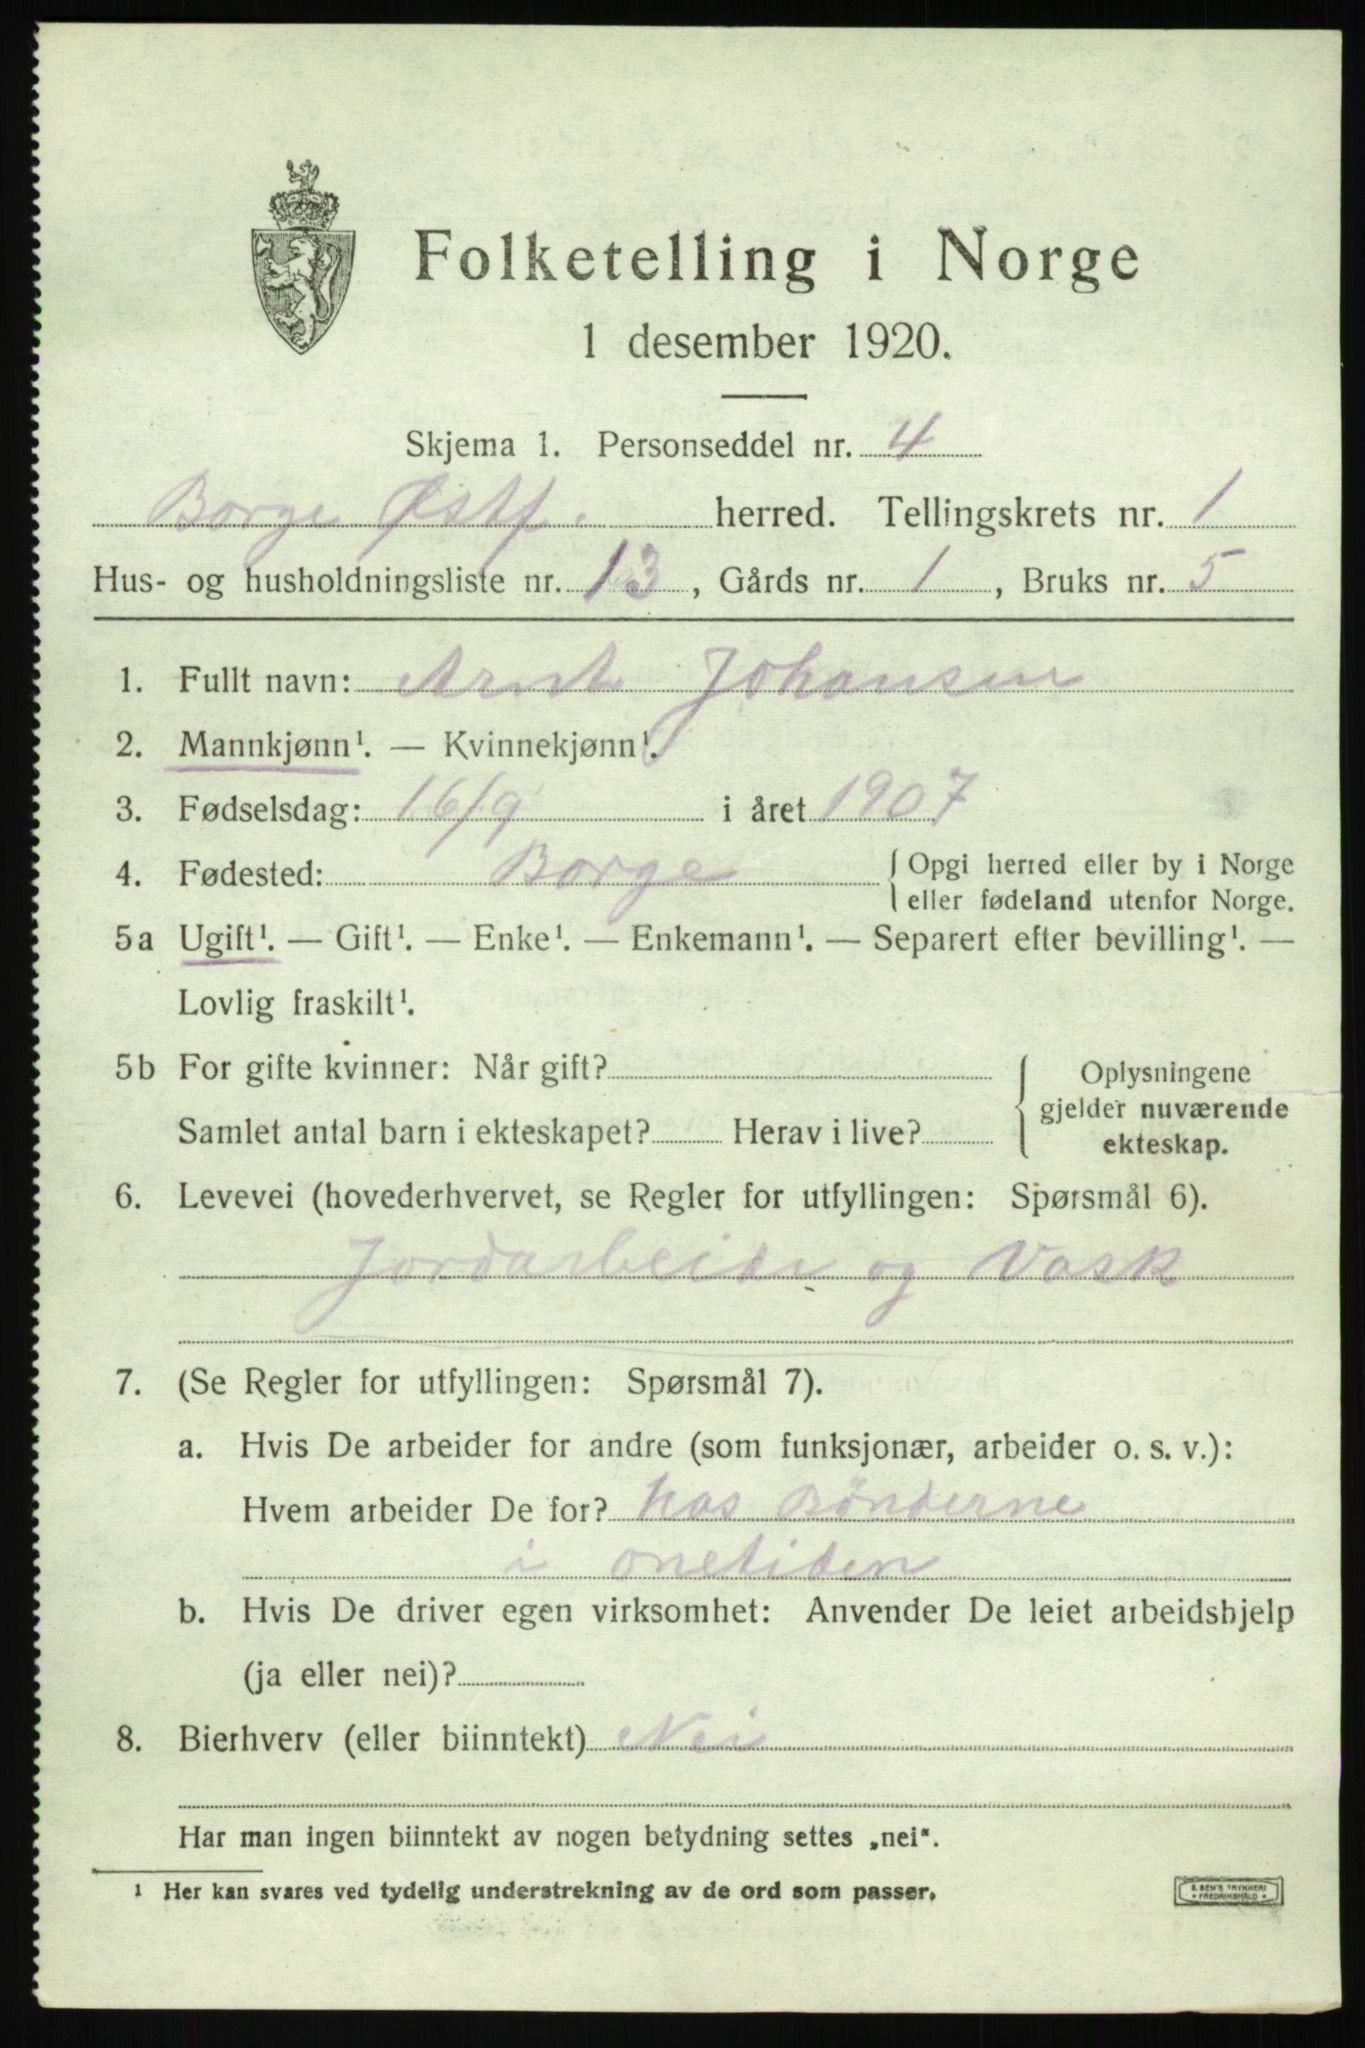 Folketelling i Norge
1 desember 1920.
Skjema 1. Personseddel nr. 4
Borge Østf. herred. Tellingskrets nr. 1
Hus- og husholdningsliste nr. 13, Gårds nr. 1, Bruks nr. 5
1. Fullt navn: Arnt Johansen
2. Mannkjønn¹. — Kvinnekjønn¹.
3. Fødselsdag: 16/9 i året 1907
4. Fødested: Borge { Opgi herred eller by i Norge
eller fødeland utenfor Norge.
5a Ugift¹. — Gift¹. — Enke¹. — Enkemann¹. — Separert efter bevilling¹. —
Lovlig fraskilt¹.
5b For gifte kvinner: Når gift?
Samlet antal barn i ekteskapet? Herav i live?
{ Oplysningene
gjelder nuværende
ekteskap.
6. Levevei (hovederhvervet, se Regler for utfyllingen: Spørsmål 6).
Jordarbeide og Vask
7. (Se Regler for utfyllingen: Spørsmål 7).
a. Hvis De arbeider for andre (som funksjonær, arbeider o. s. v.):
Hvem arbeider De for? hos Bönderne
i onetiden
b. Hvis De driver egen virksomhet: Anvender De leiet arbeidshjelp
(ja eller nei)?
8. Bierhverv (eller biinntekt) Nei
Har man ingen biinntekt av nogen betydning settes „nei“.
¹ Her kan svares ved tydelig understrekning av de ord som passer.
E. SEM'S TRYKKERI
• FREDRIKSHALD •